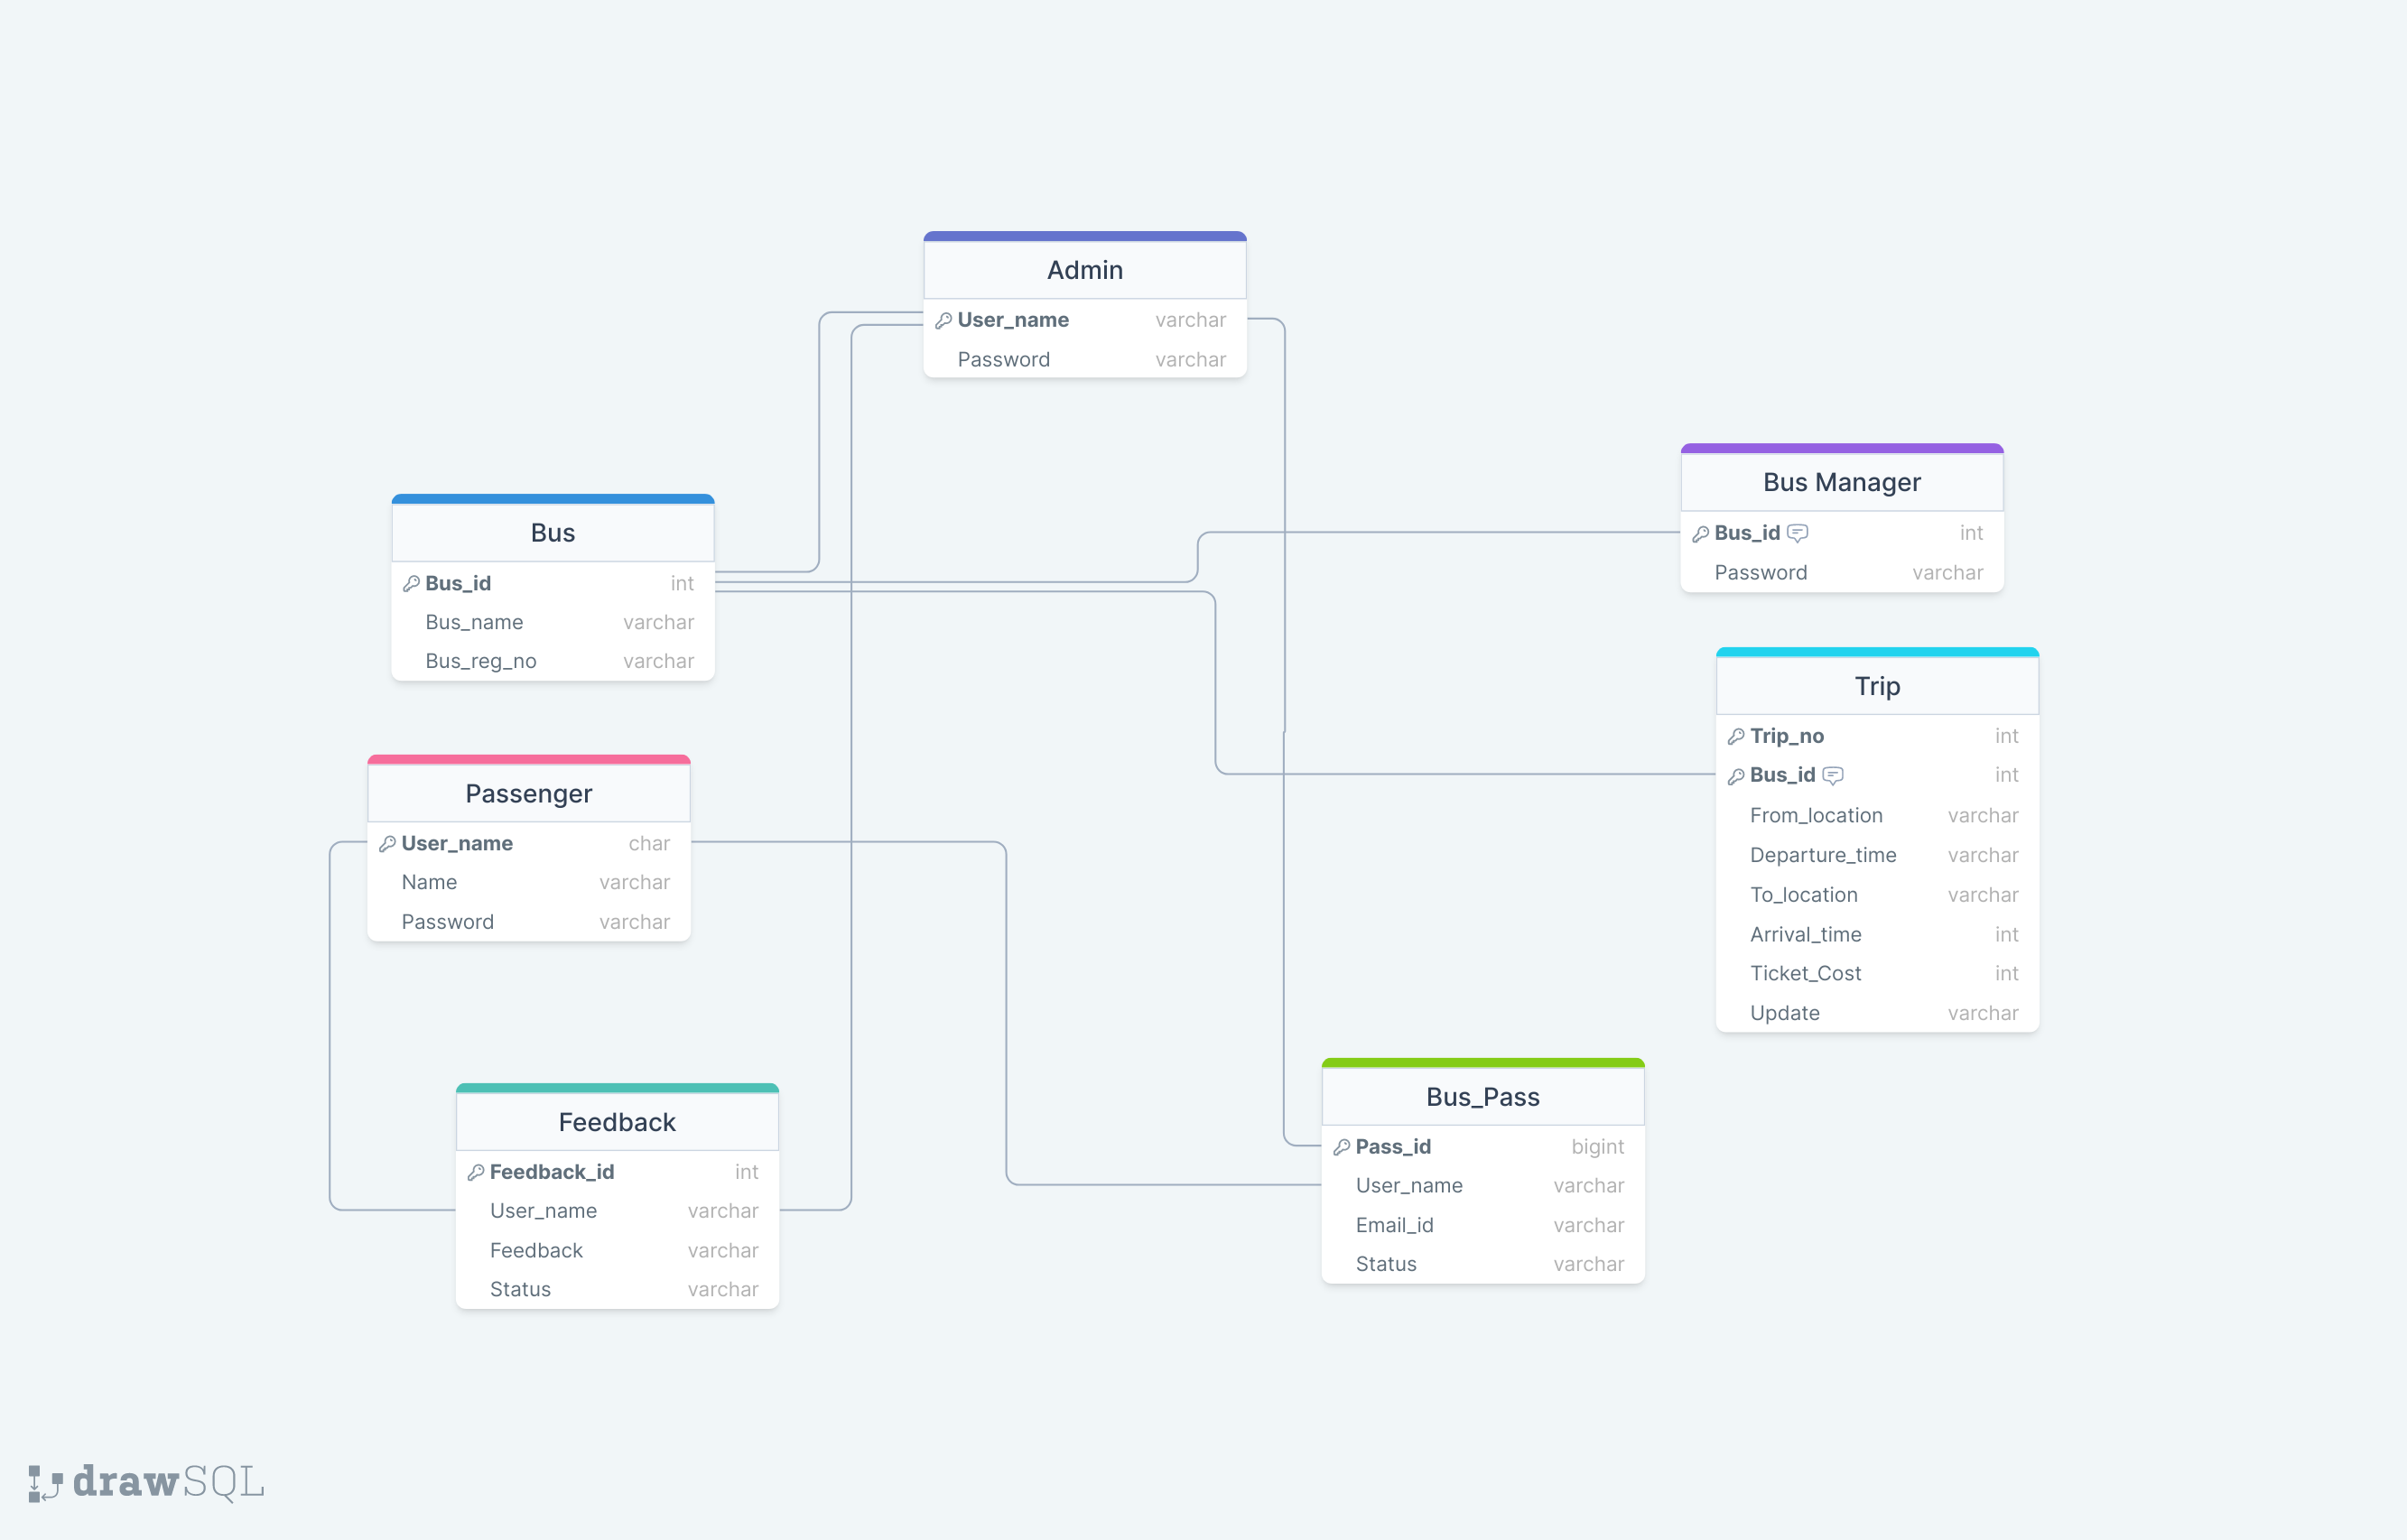 Admin
User_name varchar
Password varchar
Bus Manager
Bus_id int
Password varchar
Bus
Bus_id int
Bus_name varchar
Bus_reg_no varchar
Trip
Trip_no int
Bus_id int
From_location varchar
Departure_time varchar
To_location varchar
Arrival_time int
Ticket_Cost int
Update varchar
Passenger
User_name char
Name varchar
Password varchar
Bus_Pass
Pass_id bigint
User_name varchar
Email_id varchar
Status varchar
Feedback
Feedback_id int
User_name varchar
Feedback varchar
Status varchar
drawSQL